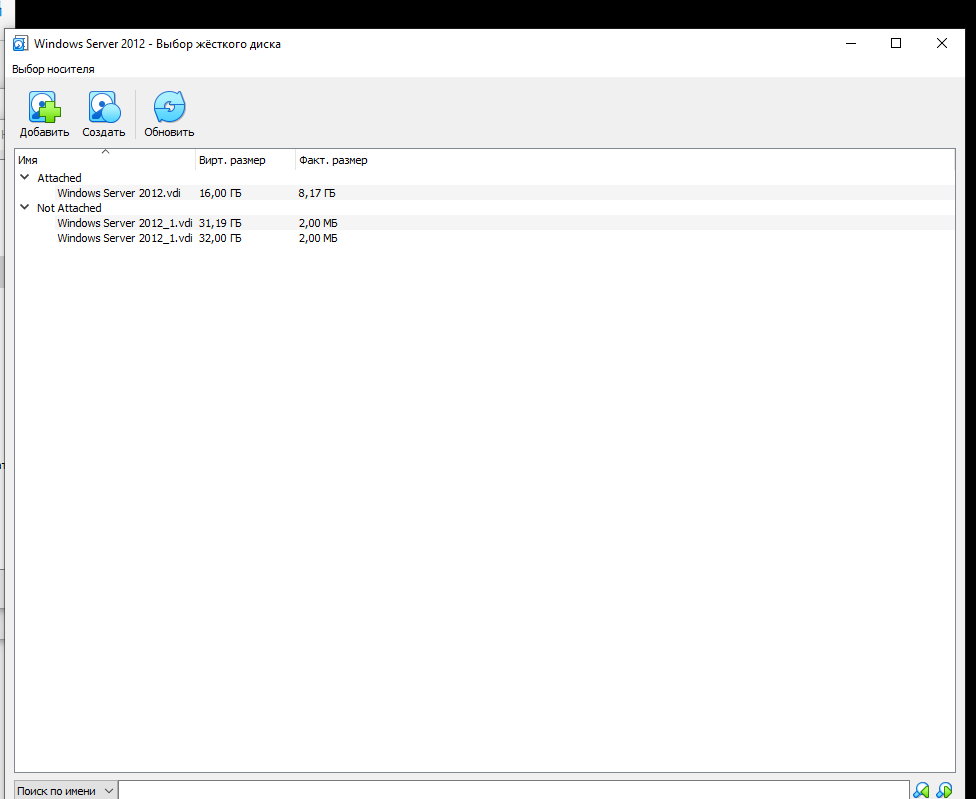 Windows Server 2012 - Выбор жёсткого диска
Выбор носителя
Добавить Создать Обновить
Имя Вирт. размер Факт. размер
Attached
Windows Server 2012.vdi 16,00 ГБ 8,17 ГБ
Not Attached
Windows Server 2012_1.vdi 31,19 ГБ 2,00 МБ
Windows Server 2012_1.vdi 32,00 ГБ 2,00 МБ
Поиск по имени